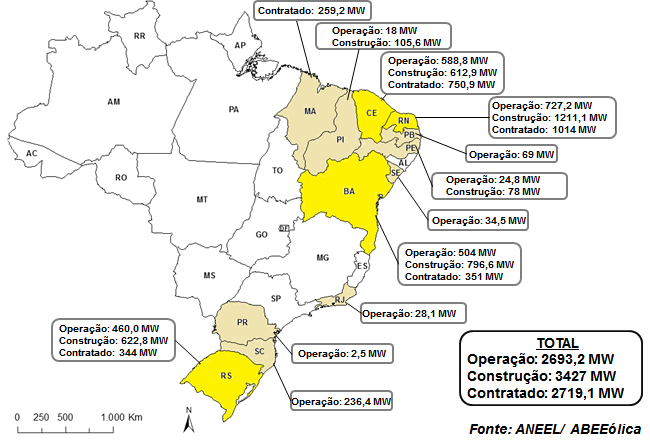 Contratado: 259,2 MW
Operação: 18 MW
Construção: 105,6 MW
Operação: 588,8 MW
Construção: 612,9 MW
Contratado: 750,9 MW
Operação: 727,2 MW
Construção: 1211,1 MW
Contratado: 1014 MW
Operação: 69 MW
Operação: 24,8 MW
Construção: 78 MW
Operação: 34,5 MW
Operação: 504 MW
Construção: 796,6 MW
Contratado: 351 MW
Operação: 28,1 MW
Operação: 460,0 MW
Construção: 622,8 MW
Contratado: 344 MW
Operação: 2,5 MW
Operação: 236,4 MW
RR
AP
AM
PA
MA
CE
RN
PB
PE
PI
AL
SE
AC
RO
TO
BA
MT
GO
DF
MG
ES
MS
SP
RJ
PR
SC
RS
TOTAL
Operação: 2693,2 MW
Construção: 3427 MW
Contratado: 2719,1 MW
0 250 500 1.000 Km
N
Fonte: ANEEL/ ABEEólica